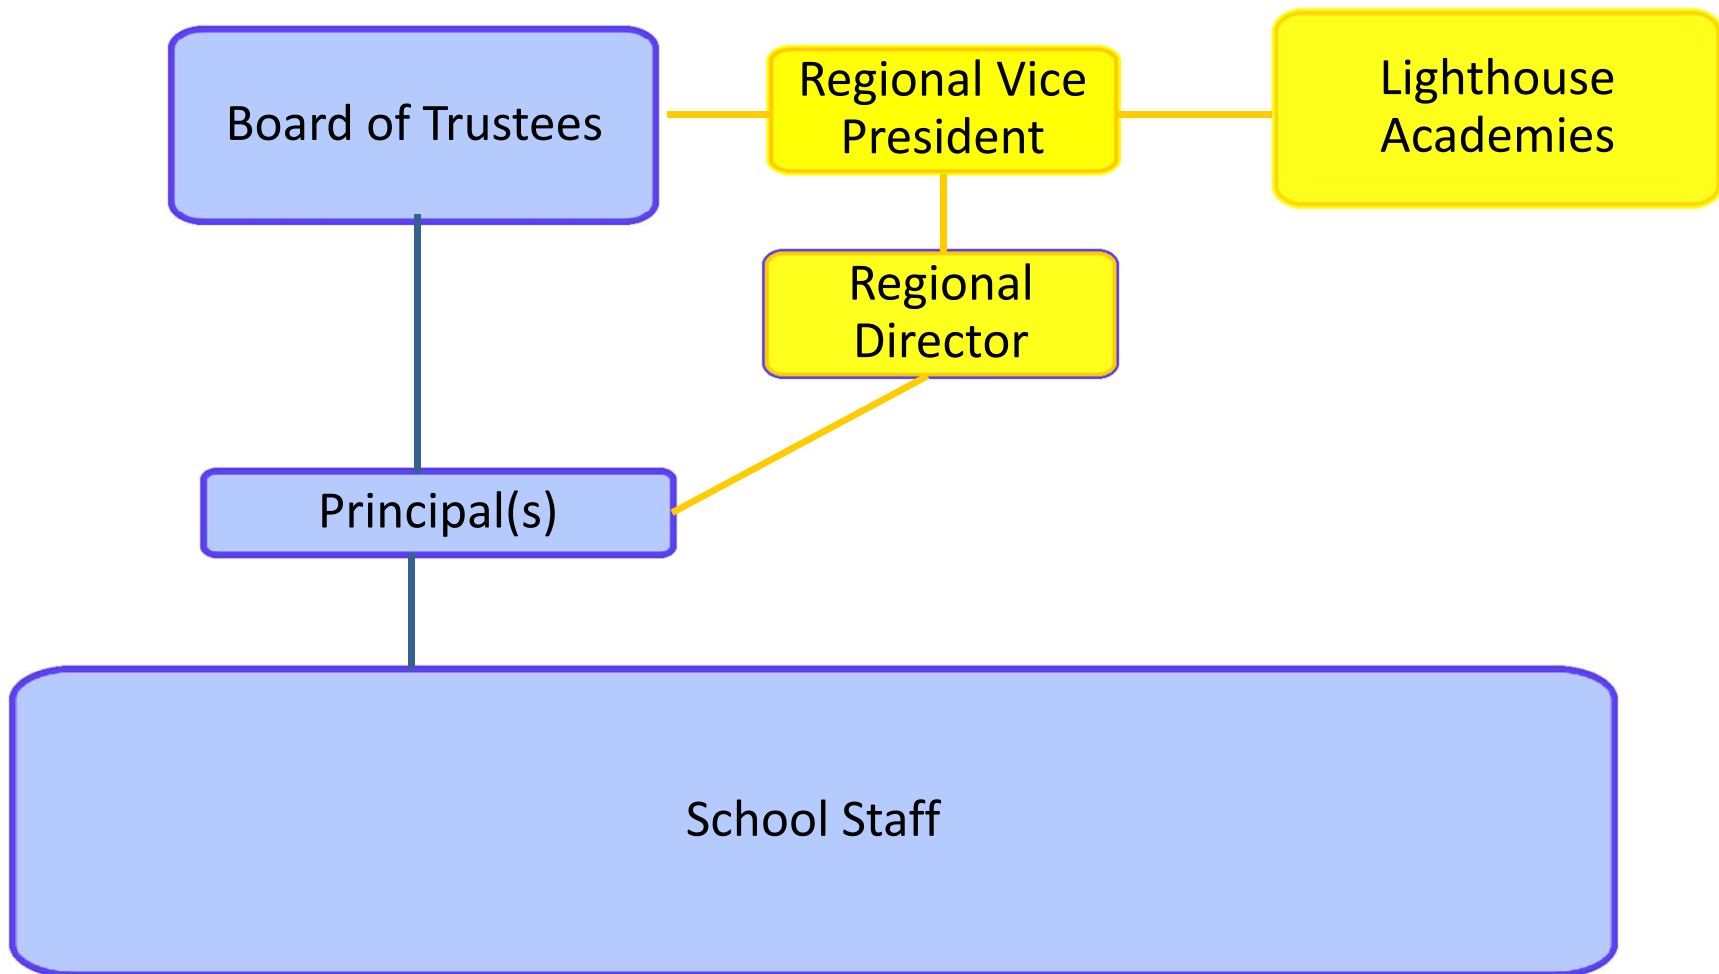 Board of Trustees
Regional Vice
President
Lighthouse
Academies
Regional
Director
Principal(s)
School Staff